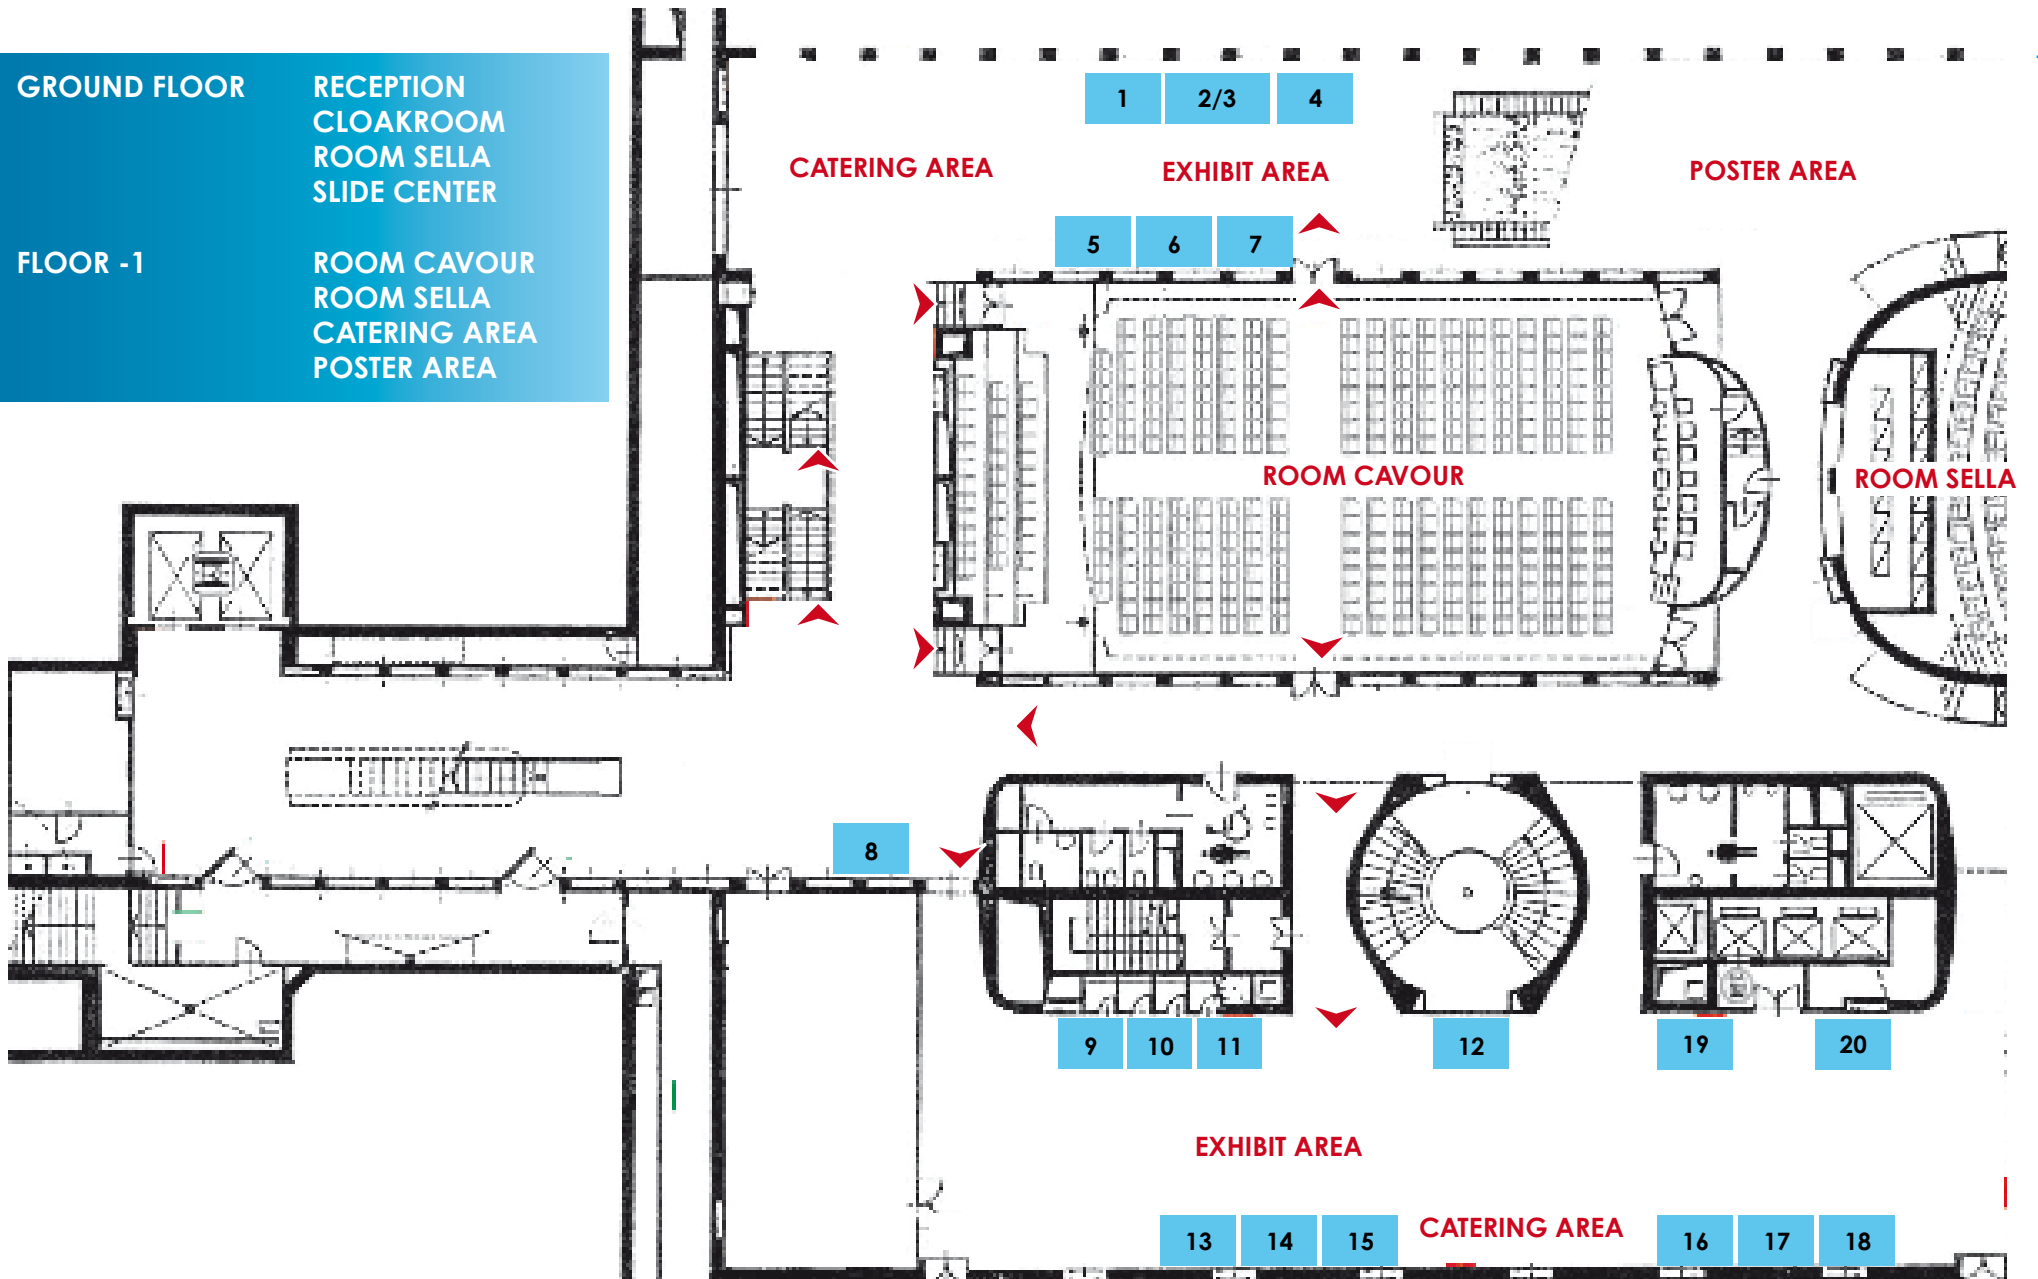 GROUND FLOOR RECEPTION
CLOAKROOM
ROOM SELLA
SLIDE CENTER
FLOOR -1 ROOM CAVOUR
ROOM SELLA
CATERING AREA
POSTER AREA
1 2/3 4
CATERING AREA EXHIBIT AREA POSTER AREA
5 6 7
ROOM CAVOUR ROOM SELLA
8
9 10 11 12 19 20
EXHIBIT AREA
13 14 15 CATERING AREA 16 17 18